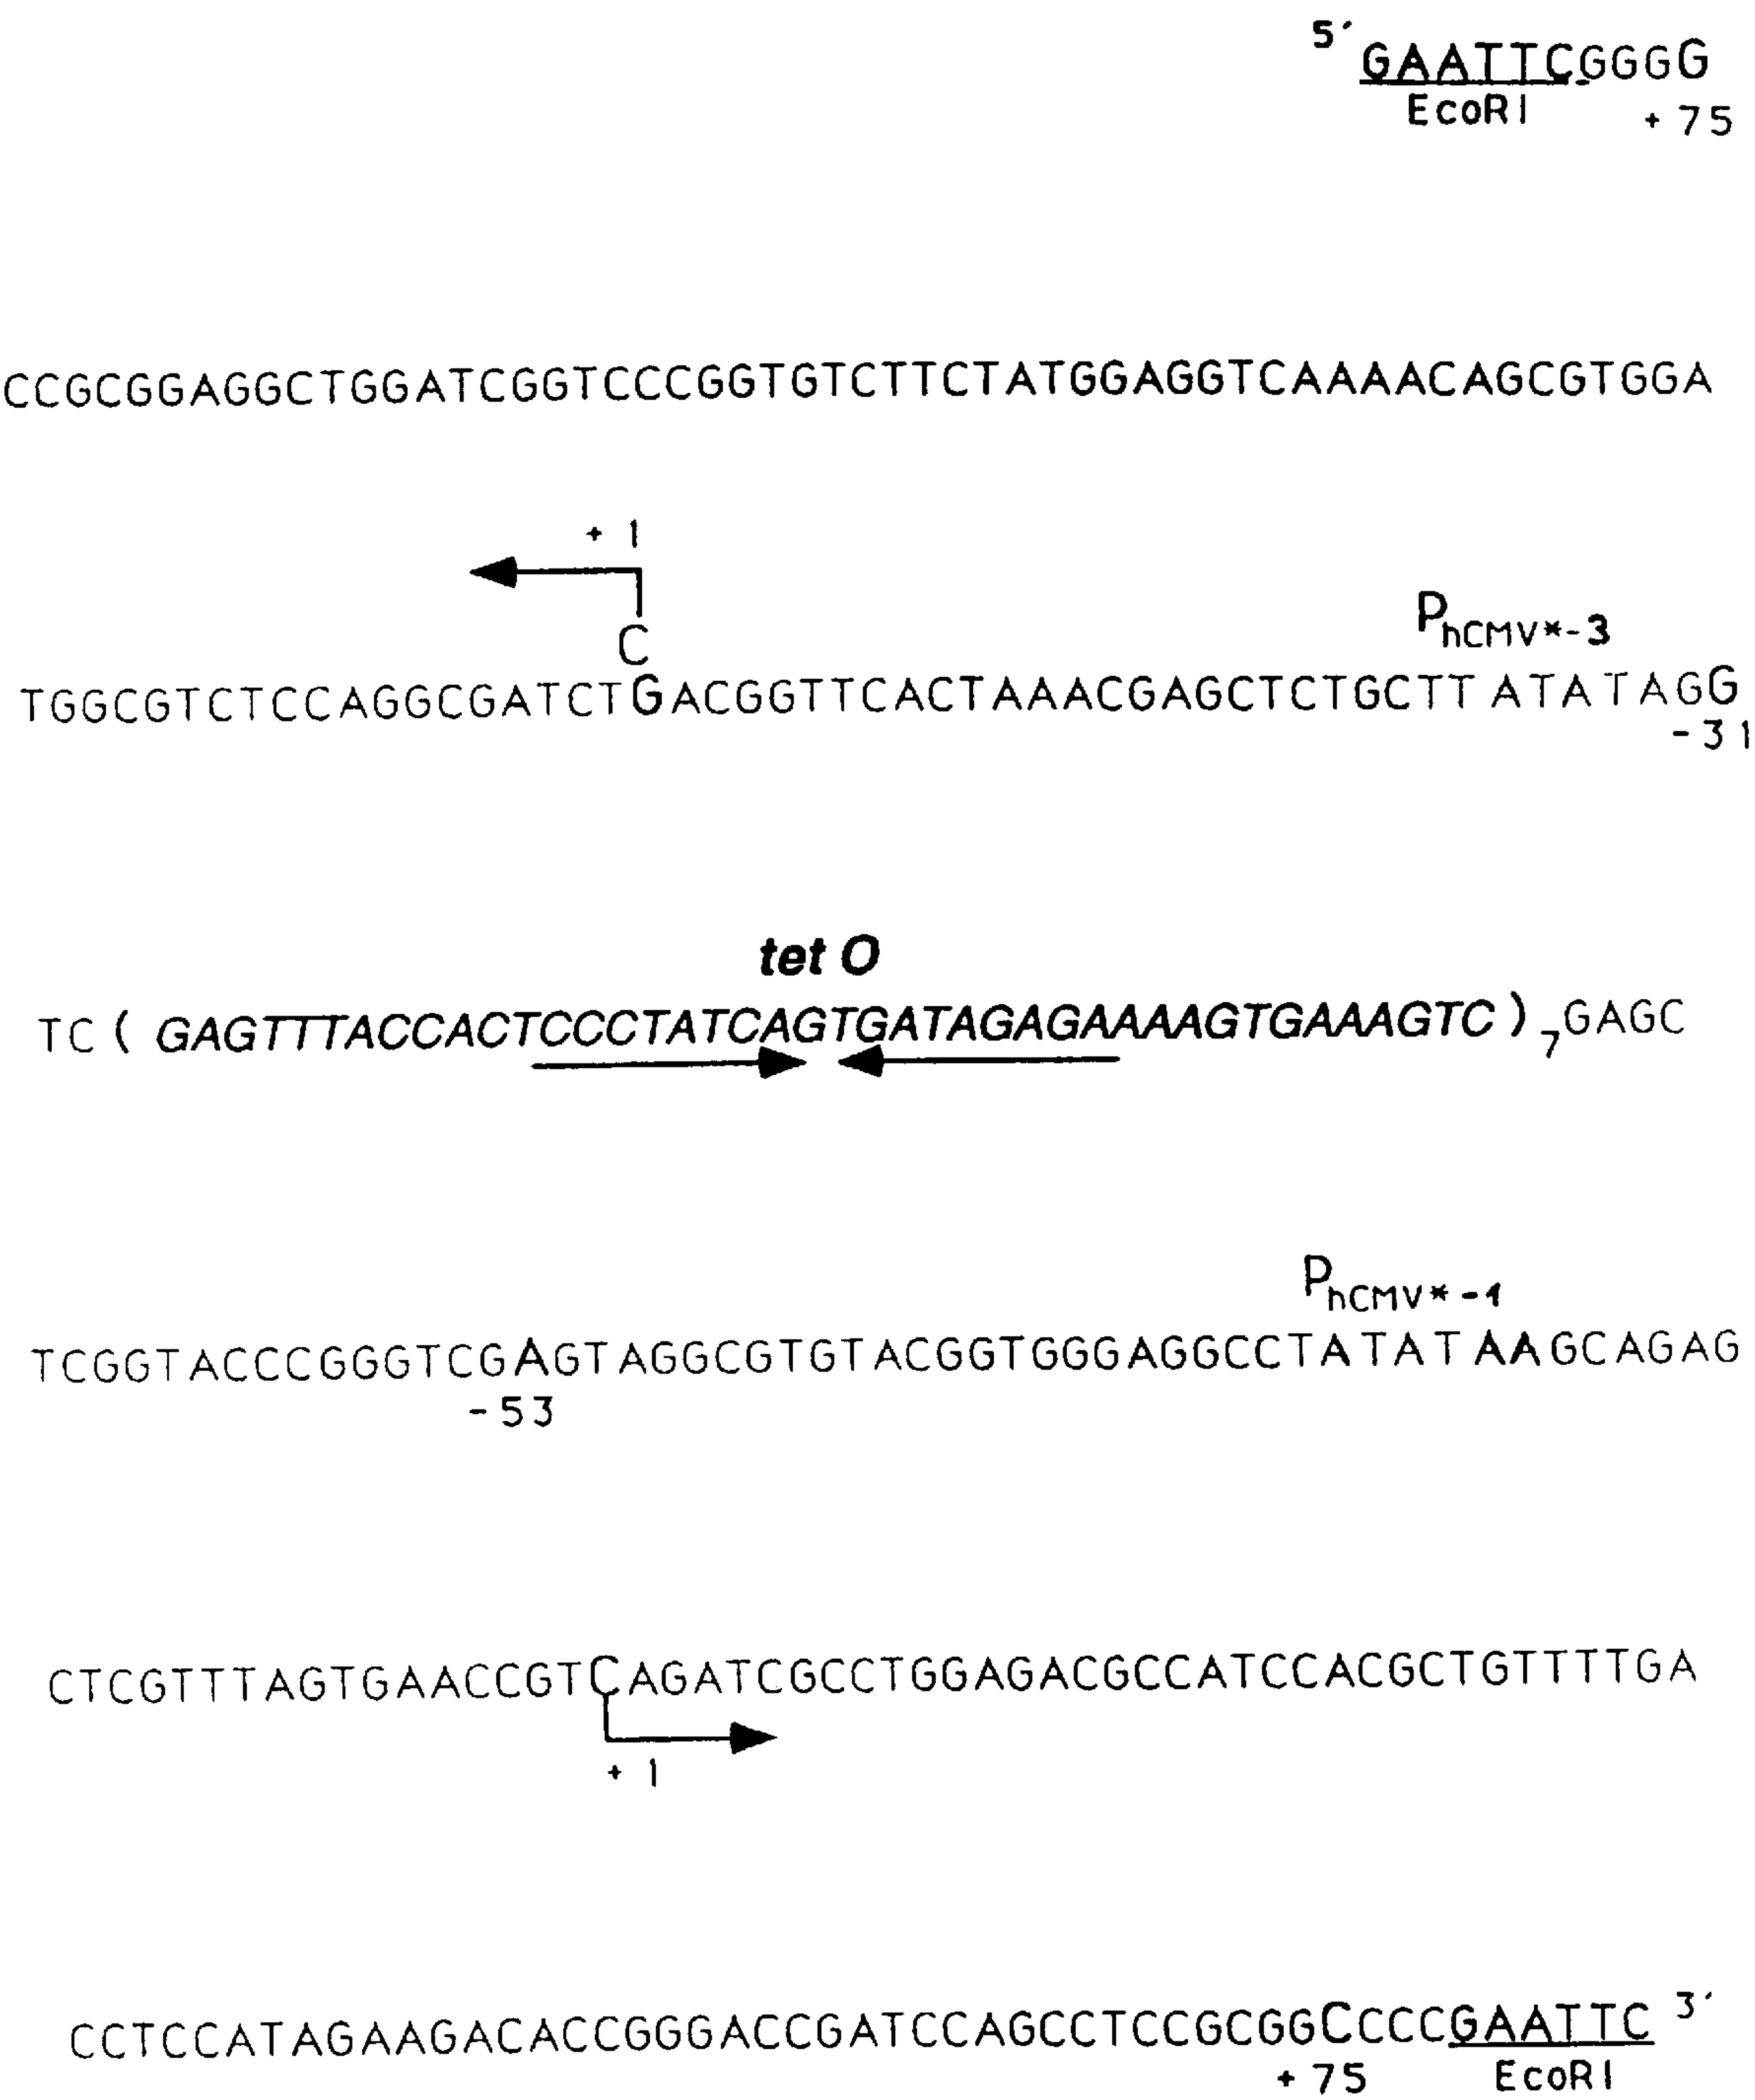 5´ GAATTCGGGG
EcoRI +75
CCGCGGAGGCTGGATCGGTCCCGGTGTCTTCTATGGAGGTCAAAACAGCGTGGA
+1
C
PhCMV*-3
TGGCGTCTCCAGGCGATCTGACGGTTCACTAAACGAGCTCTGCTTATATAGG
-31
tet O
TC(GAGTTTACCACTCCCTATCAGTGATAGAGAAAAGTGAAAGTC)7GAGC
PhCMV*-1
TCGGTACCCGGGTCGAGTAGGCGTGTACGGTGGGAGGCCTATATAAGCAGAG
-53
CTCGTTTAGTGAACCGTCAGATCGCCTGGAGACGCCATCCACGCTGTTTTGA
+1
CCTCCATAGAAGACACCGGGACCGATCCAGCCTCCGCGGCCCCGAATTC 3´
+75 EcoRI